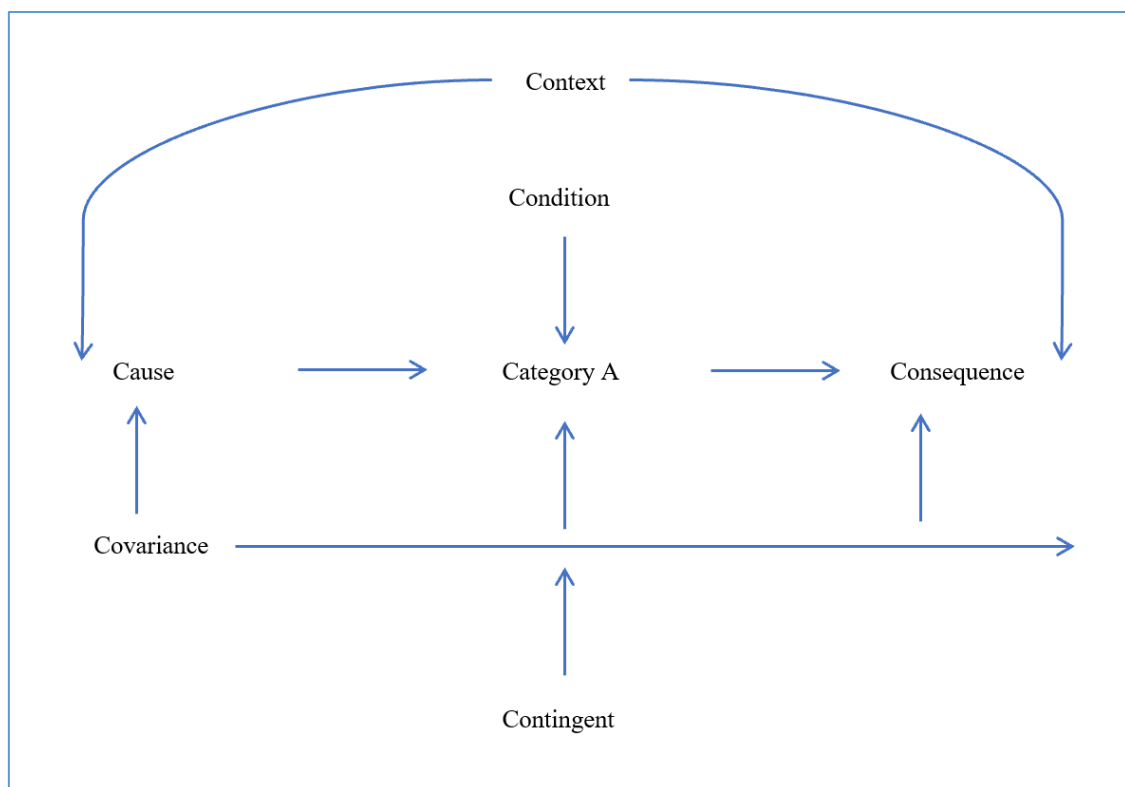 Context
Condition
Cause
Category A
Consequence
Covariance
Contingent